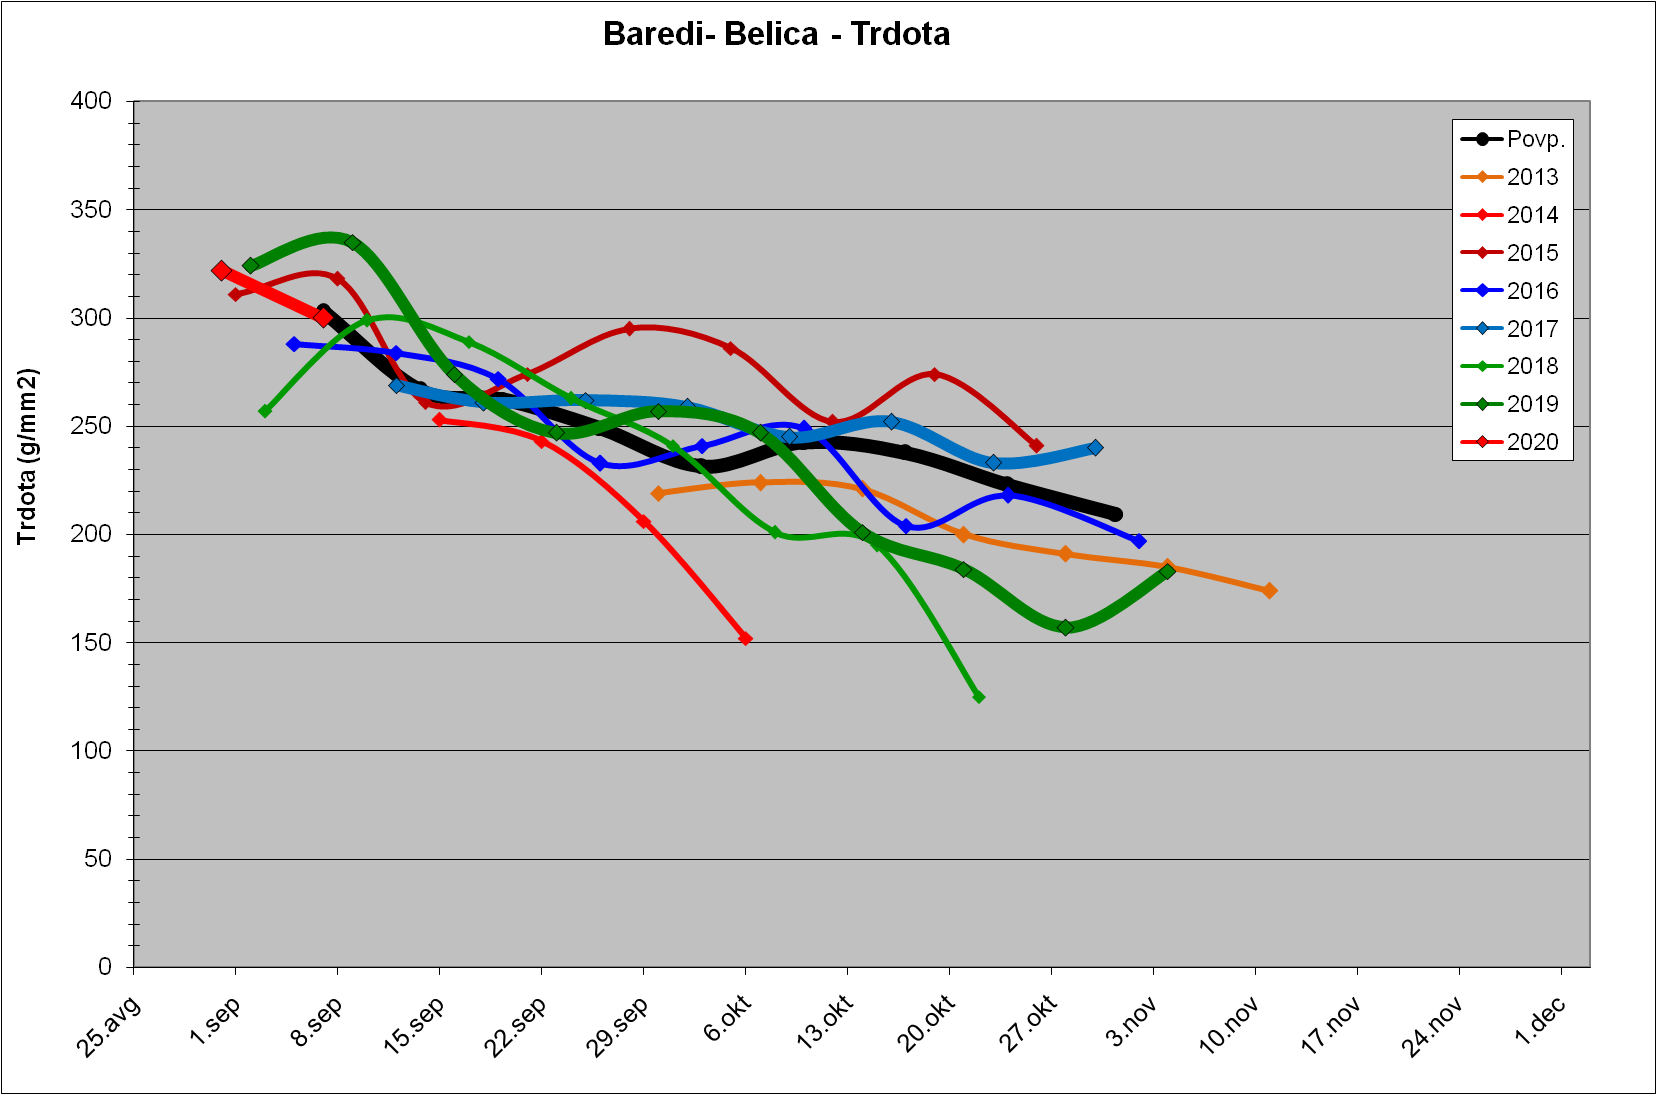 Baredi- Belica - Trdota
Trdota (g/mm2)
400
350
300
250
200
150
100
50
0
25.avg
1.sep
8.sep
15.sep
22.sep
29.sep
6.okt
13.okt
20.okt
27.okt
3.nov
10.nov
17.nov
24.nov
1.dec
Povp.
2013
2014
2015
2016
2017
2018
2019
2020